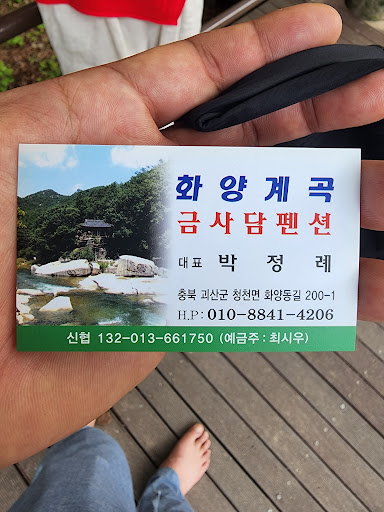 화양계곡
금사담펜션
대표 박정례
충북 괴산군 청천면 화양동길 200-1
H.P: 010-8841-4206
신협 132-013-661750 (예금주 : 최시우)